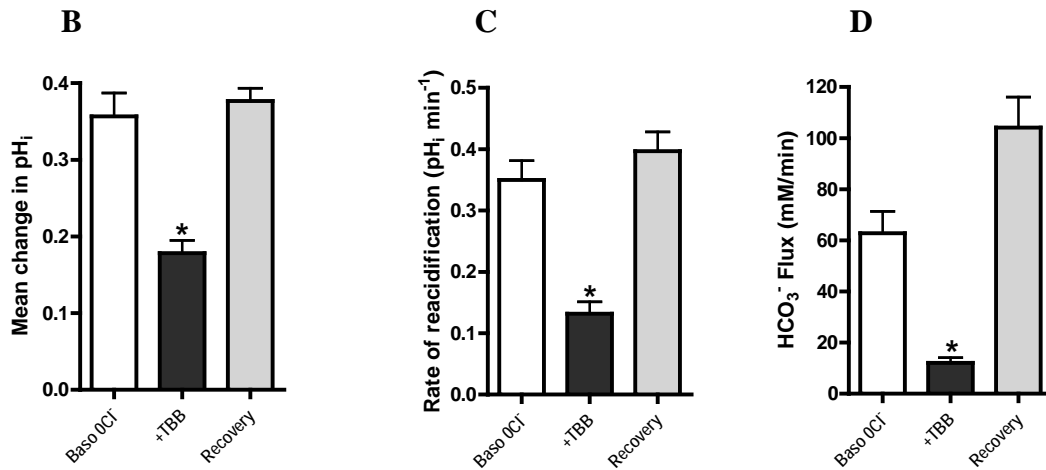 B
Mean change in pHi
0.4
0.3
0.2
0.1
0.0
*
Baso 0Cl-
+TBB
Recovery
C
Rate of reacidification (pHi min-1)
0.5
0.4
0.3
0.2
0.1
0.0
*
Baso 0Cl-
+TBB
Recovery
D
HCO3- Flux (mM/min)
120
100
80
60
40
20
0
*
Baso 0Cl-
+TBB
Recovery